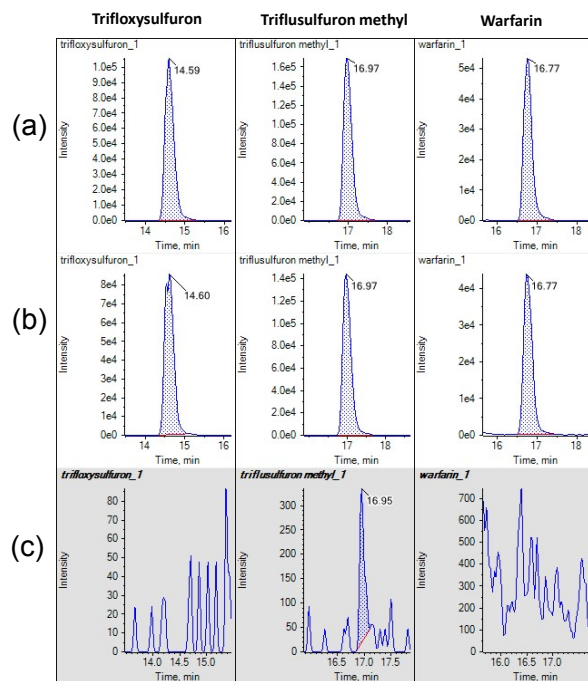 Trifloxysulfuron
Triflusufuron methyl
Warfarin
(a)
trifloxysulfuron_1
14.59
1.0e5
9.0e4
8.0e4
7.0e4
6.0e4
5.0e4
4.0e4
3.0e4
2.0e4
1.0e4
0.0e0
Intensity
14 15 16
Time, min
triflusufuron methyl_1
16.97
1.6e5
1.4e5
1.2e5
1.0e5
8.0e4
6.0e4
4.0e4
2.0e4
0.0e0
Intensity
17 18
Time, min
warfarin_1
16.77
5e4
4e4
3e4
2e4
1e4
0e0
Intensity
16 17 18
Time, min
(b)
trifloxysulfuron_1
14.60
8e4
7e4
6e4
5e4
4e4
3e4
2e4
1e4
0e0
Intensity
14 15 16
Time, min
triflusufuron methyl_1
16.97
1.4e5
1.2e5
1.0e5
8.0e4
6.0e4
4.0e4
2.0e4
0.0e0
Intensity
17 18
Time, min
warfarin_1
16.77
4e4
3e4
2e4
1e4
0e0
Intensity
16 17 18
Time, min
(c)
trifloxysulfuron_1
80
70
60
50
40
30
20
10
0
Intensity
14.0 14.5 15.0
Time, min
triflusufuron methyl_1
16.95
300
250
200
150
100
50
0
Intensity
16.5 17.0 17.5
Time, min
warfarin_1
700
600
500
400
300
200
100
0
Intensity
16.0 16.5 17.0 17.5
Time, min